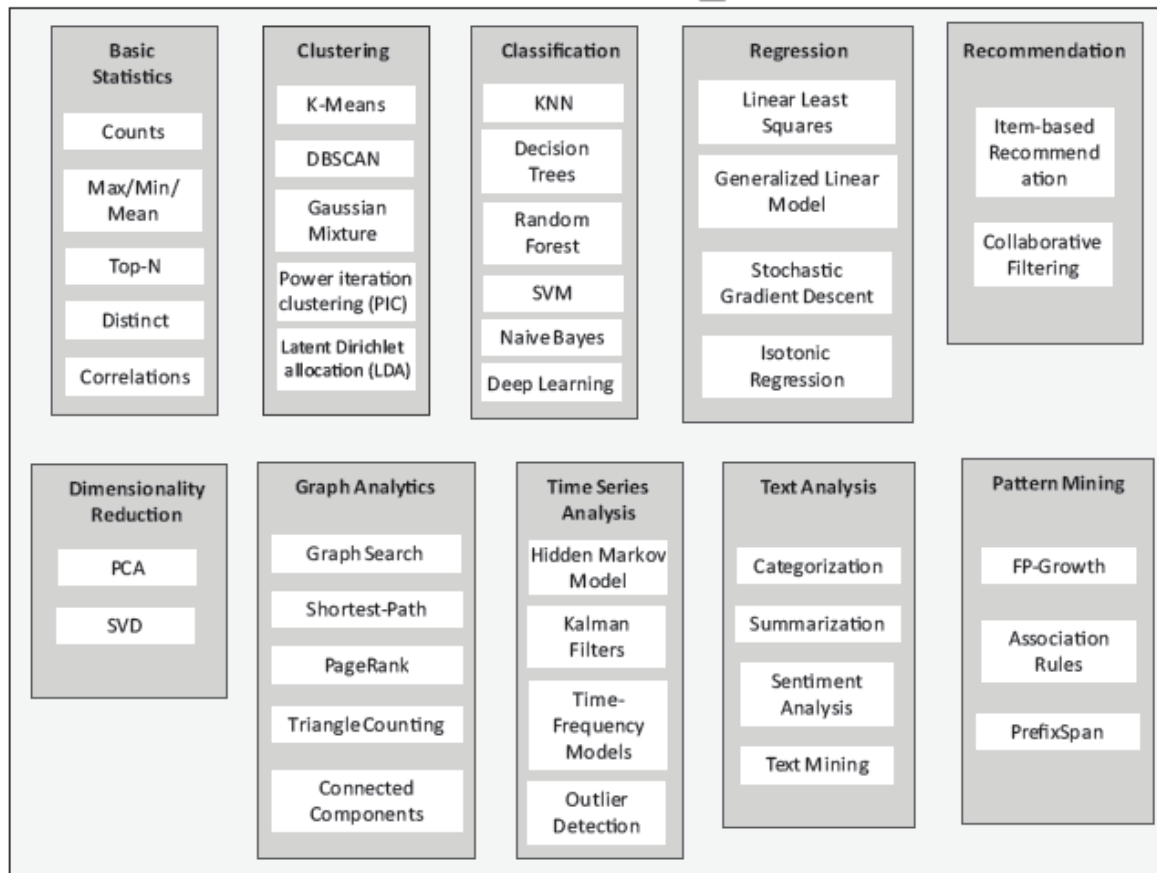 Basic
Statistics
Counts
Max/Min/
Mean
Top-N
Distinct
Correlations
Clustering
K-Means
DBSCAN
Gaussian
Mixture
Power iteration
clustering (PIC)
Latent Dirichlet
allocation (LDA)
Classification
KNN
Decision
Trees
Random
Forest
SVM
Naive Bayes
Deep Learning
Regression
Linear Least
Squares
Generalized Linear
Model
Stochastic
Gradient Descent
Isotonic
Regression
Recommendation
Item-based
Recommend
ation
Collaborative
Filtering
Dimensionality
Reduction
PCA
SVD
Graph Analytics
Graph Search
Shortest-Path
PageRank
Triangle Counting
Connected
Components
Time Series
Analysis
Hidden Markov
Model
Kalman
Filters
Time-
Frequency
Models
Outlier
Detection
Text Analysis
Categorization
Summarization
Sentiment
Analysis
Text Mining
Pattern Mining
FP-Growth
Association
Rules
PrefixSpan